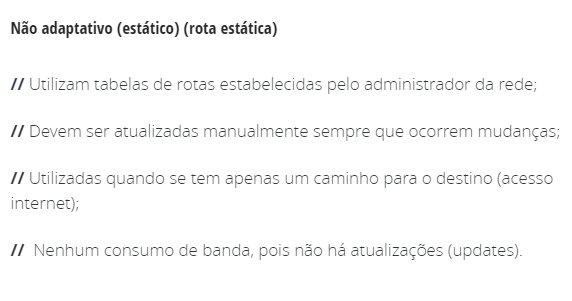 Não adaptativo (estático) (rota estática)
// Utilizam tabelas de rotas estabelecidas pelo administrador da rede;
// Devem ser atualizadas manualmente sempre que ocorrem mudanças;
// Utilizadas quando se tem apenas um caminho para o destino (acesso
internet);
// Nenhum consumo de banda, pois não há atualizações (updates).